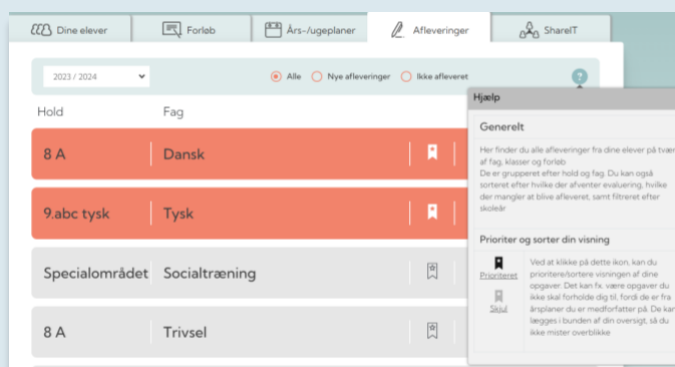 Dine elever
Forløb
Års-/ugeplaner
Afleveringer
ShareIT
2023 / 2024
Alle
Nye afleveringer
Ikke afleveret
?
Hold
Fag
8 A
Dansk
9.abc tysk
Tysk
Specialområdet
Socialtræning
8 A
Trivsel
Hjælp
Generelt
Her finder du alle afleveringer fra dine elever på tvær
af fag, klasser og forløb
De er grupperet efter hold og fag. Du kan også
sorteret efter hvilke der afventer evaluering, hvilke
der mangler at blive afleveret, samt filtreret efter
skoleår
Prioriter og sorter din visning
Prioriteret
Skjul
Ved at klikke på dette ikon, kan du
prioritere/sortere visningen af dine
opgaver. Det kan fx. være opgaver du
ikke skal forholde dig til, fordi de er fra
årsplaner du er medforfatter på. De kan
lægges i bunden af din oversigt, så du
ikke mister overblikke